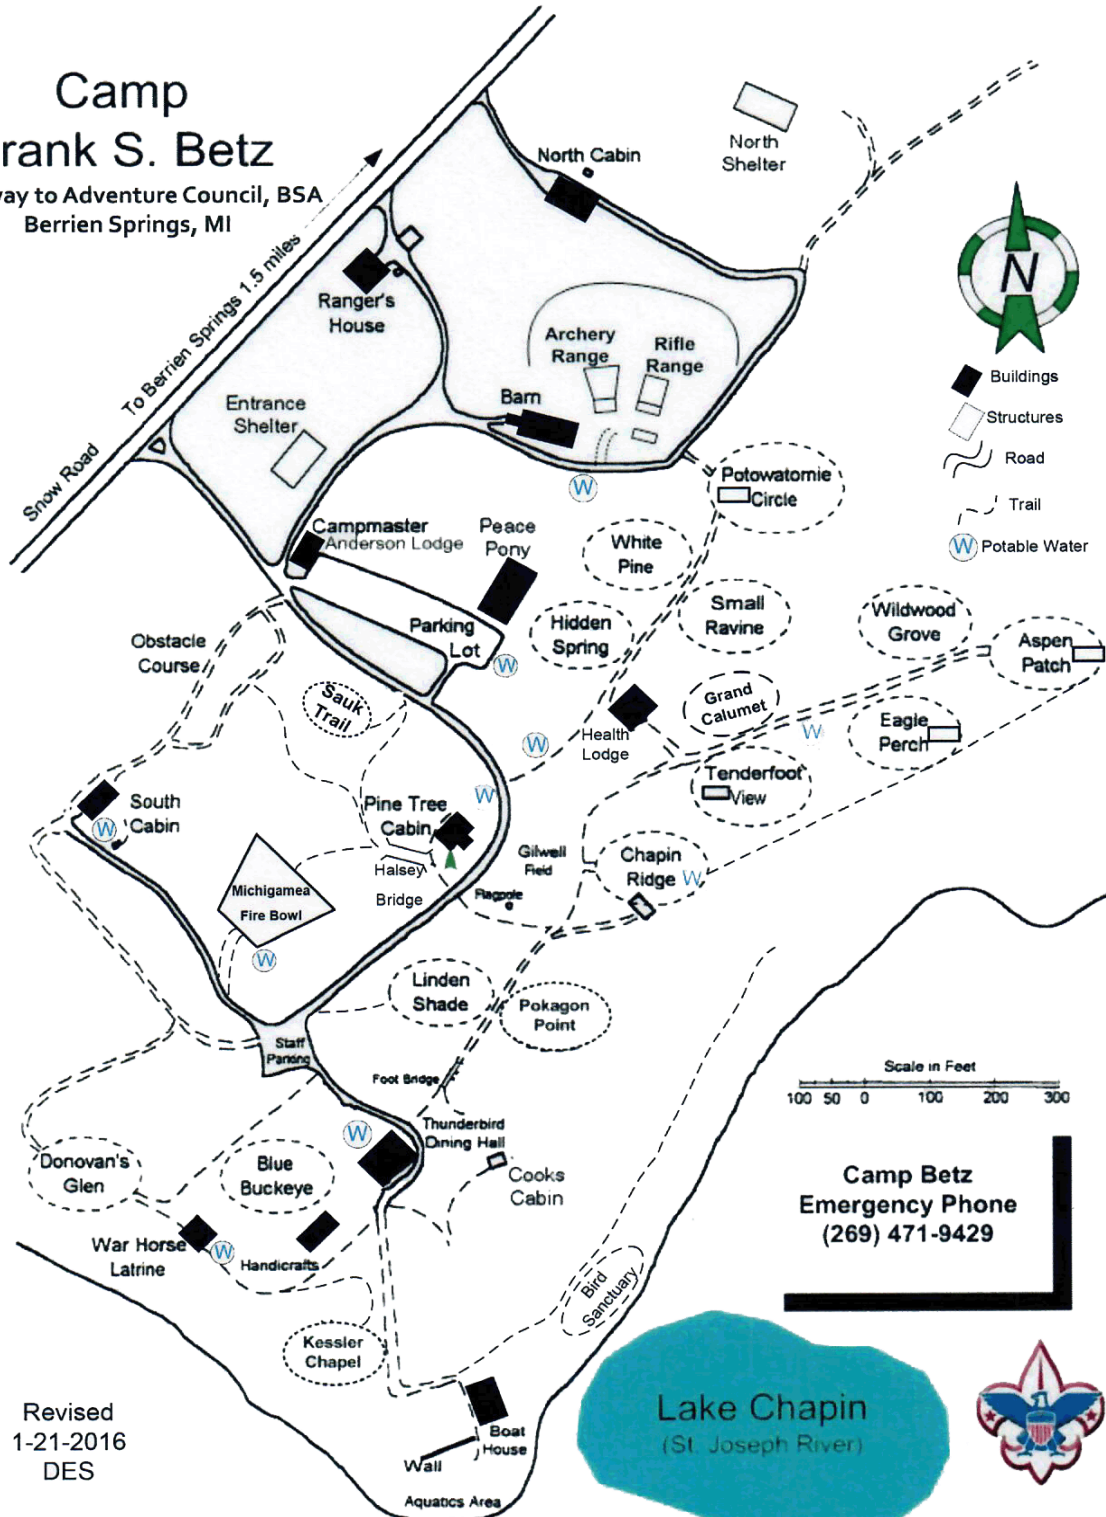 Camp
rank S. Betz
way to Adventure Council, BSA
Berrien Springs, MI
To Berrien Springs 1.5 miles
Snow Road
North Cabin
North
Shelter
Ranger's
House
Archery
Range
Rifle
Range
Barn
Entrance
Shelter
N
Buildings
Structures
Road
Trail
W Potable Water
W
Potowatomie
Circle
Campmaster
Anderson Lodge
Peace
Pony
White
Pine
Small
Ravine
Hidden
Spring
Wildwood
Grove
Aspen
Patch
Parking
Lot
W
Obstacle
Course
Sauk
Trail
Grand
Calumet
Health
Lodge
W
W
Eagle
Perch
Tenderfoot
View
W
South
Cabin
W
Pine Tree
Cabin
Halsey
Bridge
Gilwell
Field
Flagpole
Chapin
Ridge W
Michigamea
Fire Bowl
W
Linden
Shade
Pokagon
Point
Staff
Parking
Foot Bridge
Scale in Feet
100 50 0 100 200 300
W
Thunderbird
Dining Hall
Cooks
Cabin
Donovan's
Glen
Blue
Buckeye
Camp Betz
Emergency Phone
(269) 471-9429
War Horse
Latrine
W
Handicrafts
Bird
Sanctuary
Kessler
Chapel
Lake Chapin
(St. Joseph River)
Boat
House
Wall
Aquatics Area
Revised
1-21-2016
DES